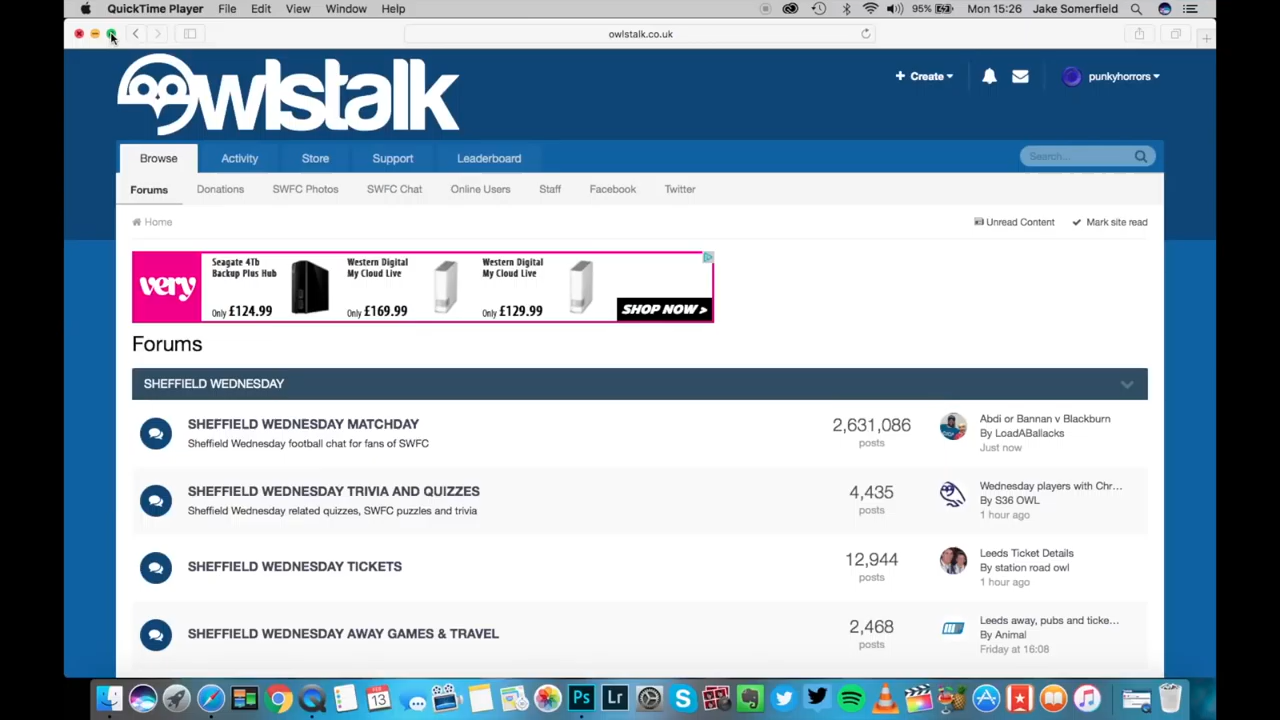 QuickTime Player File Edit View Window Help 95% Mon 15:26 Jake Somerfield
owlstalk.co.uk
owlstalk
+ Create punkyhorrors
Browse Activity Store Support Leaderboard Search...
Forums Donations SWFC Photos SWFC Chat Online Users Staff Facebook Twitter
Home Unread Content Mark site read
very
Seagate 4Tb
Backup Plus Hub
Only £124.99
Western Digital
My Cloud Live
Only £169.99
Western Digital
My Cloud Live
Only £129.99
SHOP NOW >
Forums
SHEFFIELD WEDNESDAY
SHEFFIELD WEDNESDAY MATCHDAY
Sheffield Wednesday football chat for fans of SWFC
2,631,086
posts
Abdi or Bannan v Blackburn
By LoadABallacks
Just now
SHEFFIELD WEDNESDAY TRIVIA AND QUIZZES
Sheffield Wednesday related quizzes, SWFC puzzles and trivia
4,435
posts
Wednesday players with Chr...
By S36 OWL
1 hour ago
SHEFFIELD WEDNESDAY TICKETS
12,944
posts
Leeds Ticket Details
By station road owl
1 hour ago
SHEFFIELD WEDNESDAY AWAY GAMES & TRAVEL
2,468
posts
Leeds away, pubs and ticke...
By Animal
Friday at 16:08
FEB
13
Ps
Lr